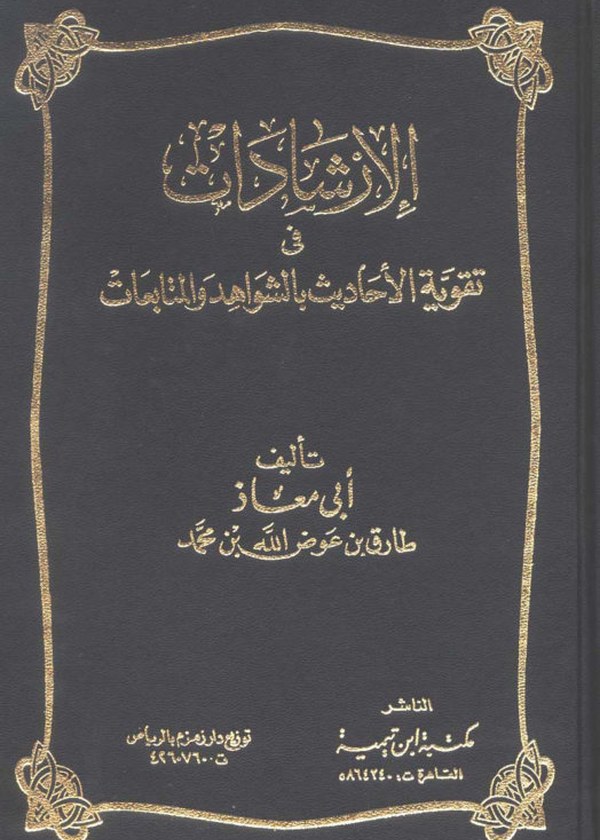 الإرشادات
في
تقوية الأحاديث بالشواهد والمتابعات
تأليف
أبي معاذ
طارق بن عوض الله بن محمد
الناشر
مكتبة ابن تيمية
القاهرة ت: ٥٨٦٤٢٤٠
توزيع دار زمزم بالرياض
ت ٤٢٦٠٧٦٠٠